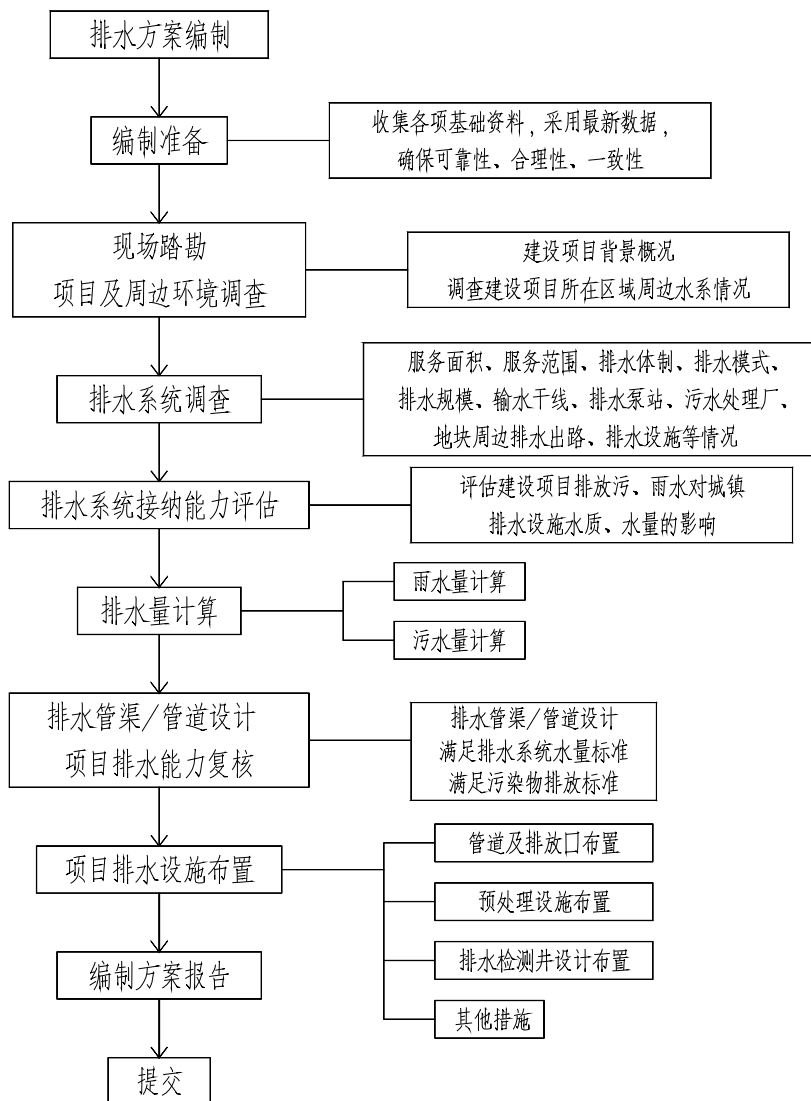 排水方案编制
编制准备
收集各项基础资料，采用最新数据，
确保可靠性、合理性、一致性
现场踏勘
项目及周边环境调查
建设项目背景概况
调查建设项目所在区域周边水系情况
排水系统调查
服务面积、服务范围、排水体制、排水模式、
排水规模、输水干线、排水泵站、污水处理厂、
地块周边排水出路、排水设施等情况
排水系统接纳能力评估
评估建设项目排放污、雨水对城镇
排水设施水质、水量的影响
排水量计算
雨水量计算
污水量计算
排水管渠/管道设计
项目排水能力复核
排水管渠/管道设计
满足排水系统水量标准
满足污染物排放标准
项目排水设施布置
管道及排放口布置
预处理设施布置
排水检测井设计布置
其他措施
编制方案报告
提交